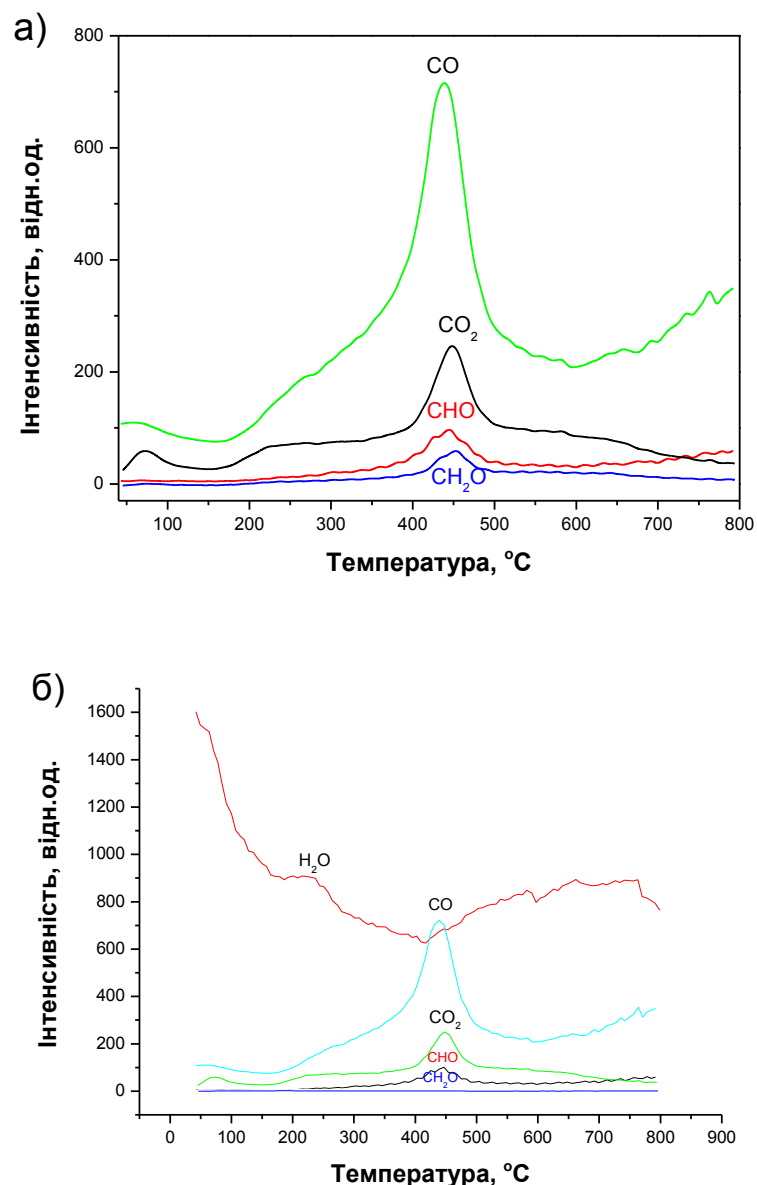 а)
800
600
400
200
0
CO
CO₂
CHO
CH₂O
100 200 300 400 500 600 700 800
Інтенсивність, відн.од.
Температура, °C
б)
1600
1400
1200
1000
800
600
400
200
0
H₂O
CO
CO₂
CHO
CH₂O
0 100 200 300 400 500 600 700 800 900
Інтенсивність, відн.од.
Температура, °C